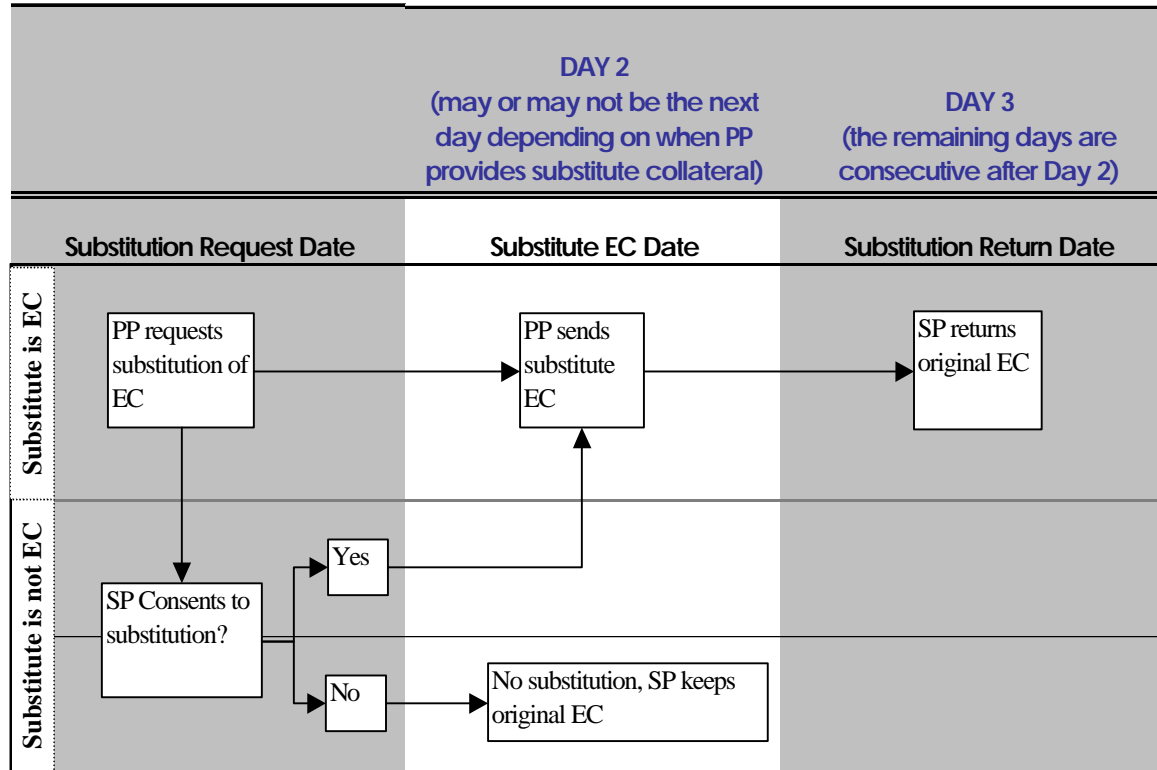 DAY 2
(may or may not be the next
day depending on when PP
provides substitute collateral)
DAY 3
(the remaining days are
consecutive after Day 2)
Substitution Request Date
Substitute EC Date
Substitution Return Date
Substitute is EC
PP requests
substitution of
EC
PP sends
substitute
EC
SP returns
original EC
Substitute is not EC
SP Consents to
substitution?
Yes
No
No substitution, SP keeps
original EC